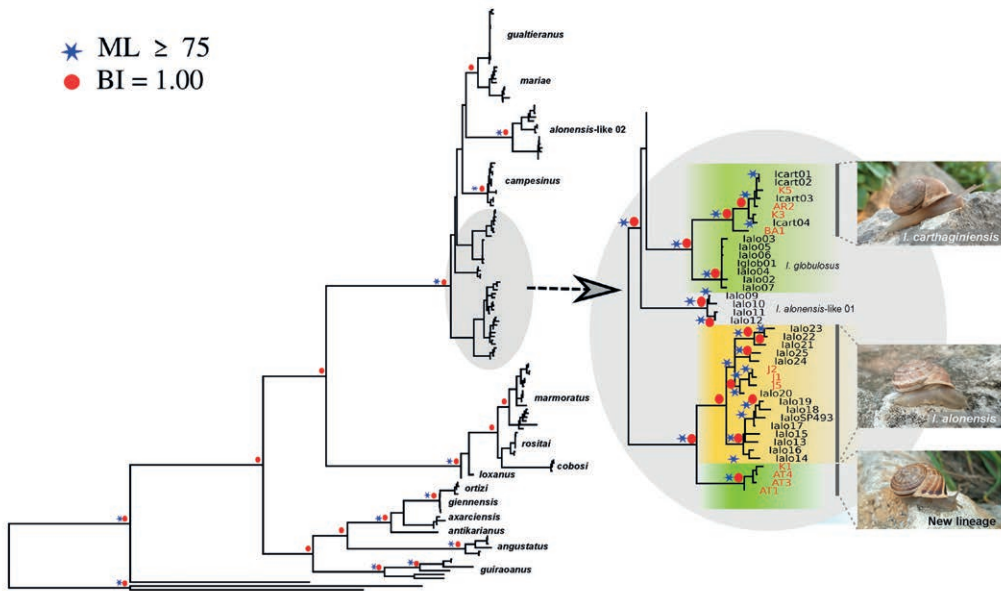 ML ≥ 75
BI = 1.00
gualtieranus
mariae
alonensis-like 02
campesinus
marmoratus
rositai
cobosi
loxanus
ortizi
giennensis
axarciensis
antikarianus
angustatus
guiraoanus
Icart01
Icart02
K5
Icart03
AR2
K3
Icart04
BA1
Ialo03
Ialo05
Ialo06
Iglob01
Ialo04
Ialo02
Ialo07
I. globulosus
Ialo09
Ialo10
Ialo11
Ialo12
I. alonensis-like 01
Ialo23
Ialo22
Ialo21
Ialo25
Ialo24
J2
J1
J5
Ialo20
Ialo19
Ialo18
IaloSP493
Ialo17
Ialo15
Ialo13
Ialo16
Ialo14
K1
AT4
AT3
AT1
I. carthaginiensis
I. alonensis
New lineage